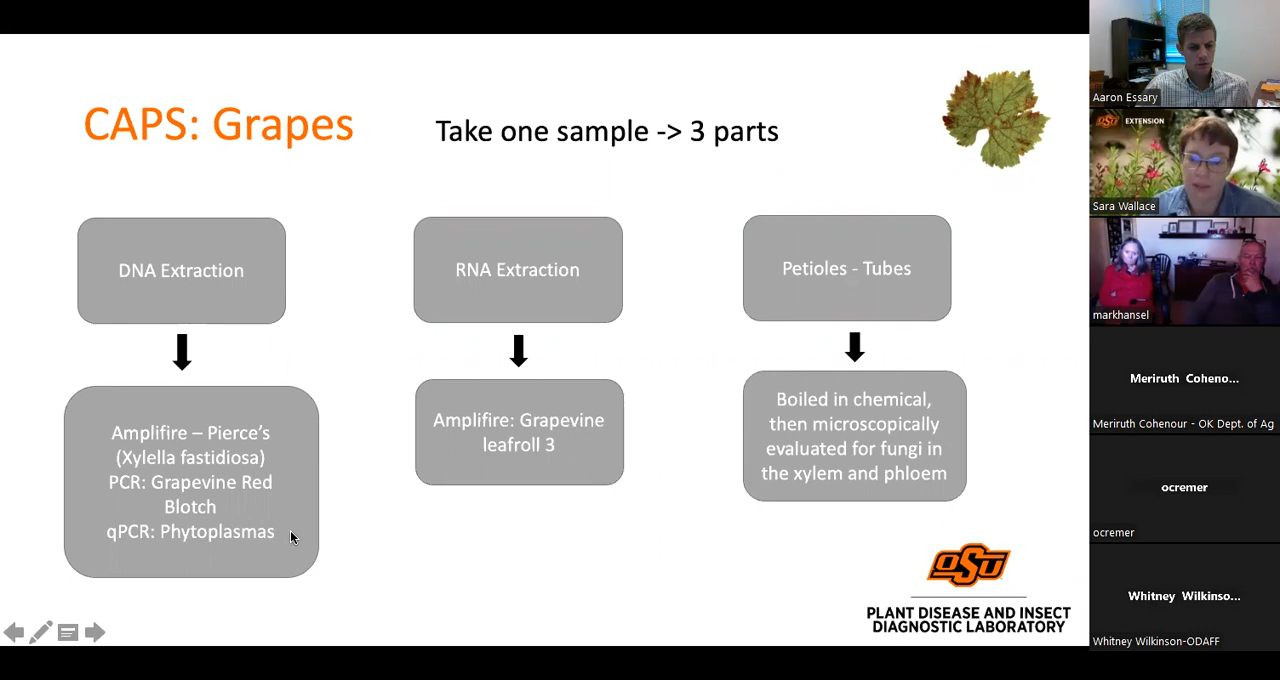 CAPS: Grapes
Take one sample -> 3 parts
DNA Extraction
RNA Extraction
Petioles - Tubes
Amplifire – Pierce’s
(Xylella fastidiosa)
PCR: Grapevine Red
Blotch
qPCR: Phytoplasmas
Amplifire: Grapevine
leafroll 3
Boiled in chemical,
then microscopically
evaluated for fungi in
the xylem and phloem
OSU
PLANT DISEASE AND INSECT
DIAGNOSTIC LABORATORY
Aaron Essary
OSU EXTENSION
Sara Wallace
markhansel
Meriruth Coheno...
Meriruth Cohenour - OK Dept. of Ag
ocremer
ocremer
Whitney Wilkinso...
Whitney Wilkinson-ODAFF